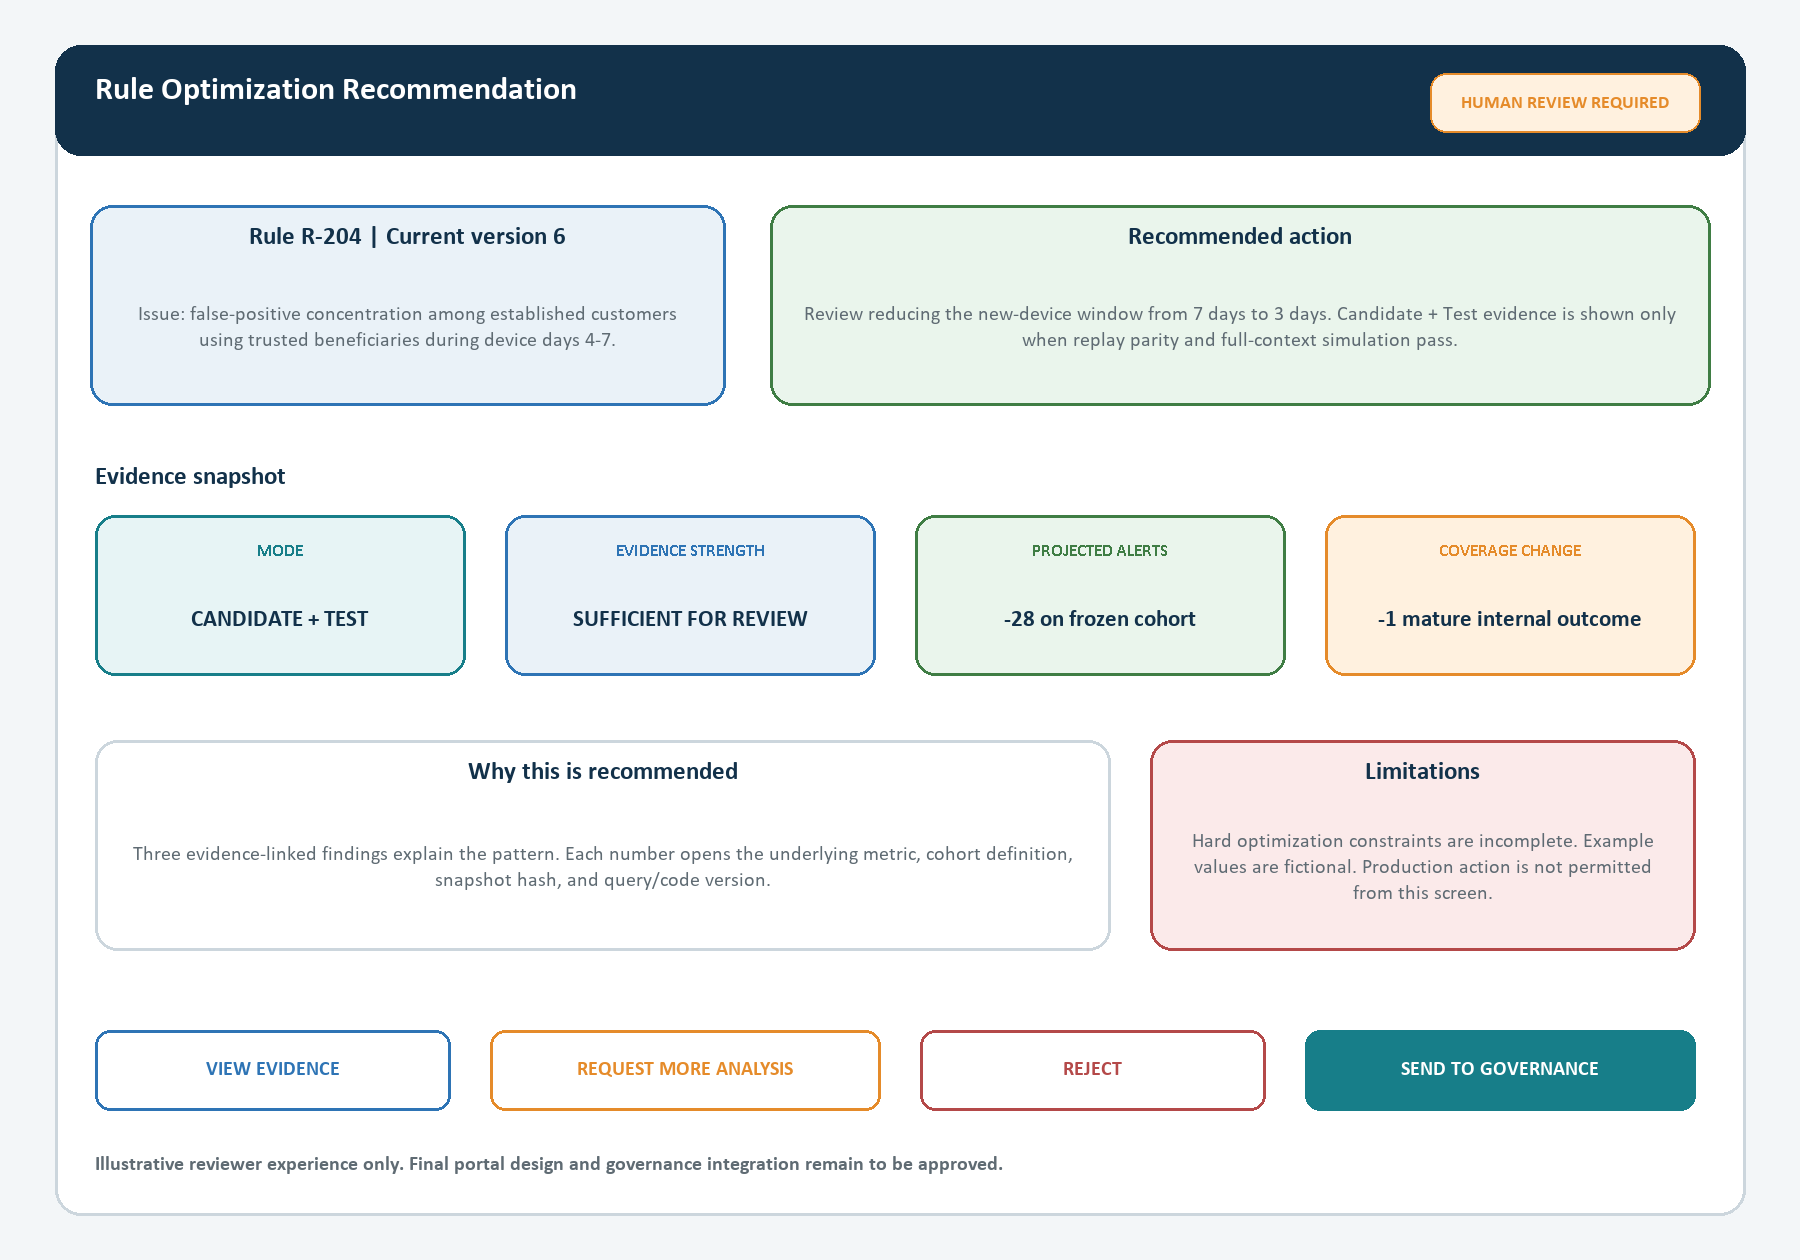 Rule Optimization Recommendation
HUMAN REVIEW REQUIRED
Rule R-204 | Current version 6
Issue: false-positive concentration among established customers
using trusted beneficiaries during device days 4-7.
Recommended action
Review reducing the new-device window from 7 days to 3 days. Candidate + Test evidence is shown only
when replay parity and full-context simulation pass.
Evidence snapshot
MODE
CANDIDATE + TEST
EVIDENCE STRENGTH
SUFFICIENT FOR REVIEW
PROJECTED ALERTS
-28 on frozen cohort
COVERAGE CHANGE
-1 mature internal outcome
Why this is recommended
Three evidence-linked findings explain the pattern. Each number opens the underlying metric, cohort definition,
snapshot hash, and query/code version.
Limitations
Hard optimization constraints are incomplete. Example
values are fictional. Production action is not permitted
from this screen.
VIEW EVIDENCE
REQUEST MORE ANALYSIS
REJECT
SEND TO GOVERNANCE
Illustrative reviewer experience only. Final portal design and governance integration remain to be approved.